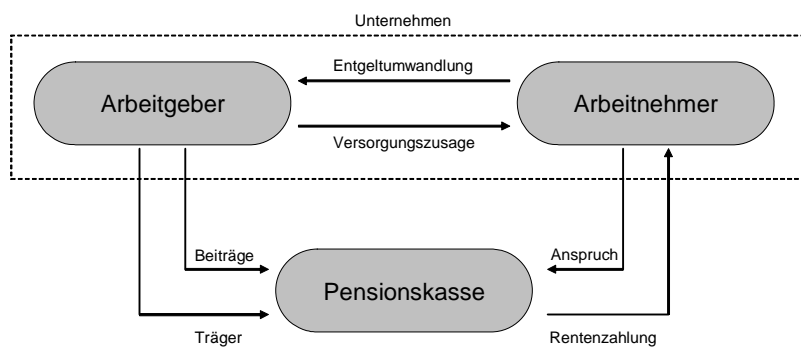 Unternehmen
Entgeltumwandlung
Arbeitgeber
Arbeitnehmer
Versorgungszusage
Beiträge
Anspruch
Pensionskasse
Träger
Rentenzahlung